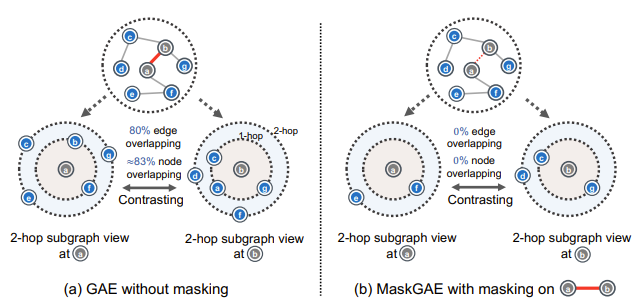 c
b
d
a
g
e
f
c
b
d
a
g
e
f
80% edge
overlapping
≈83% node
overlapping
Contrasting
1-hop
2-hop
c
b
g
a
f
e
c
d
b
a
g
f
0% edge
overlapping
0% node
overlapping
Contrasting
a
f
e
c
d
b
g
2-hop subgraph view
at a
2-hop subgraph view
at b
2-hop subgraph view
at a
2-hop subgraph view
at b
(a) GAE without masking
(b) MaskGAE with masking on a b